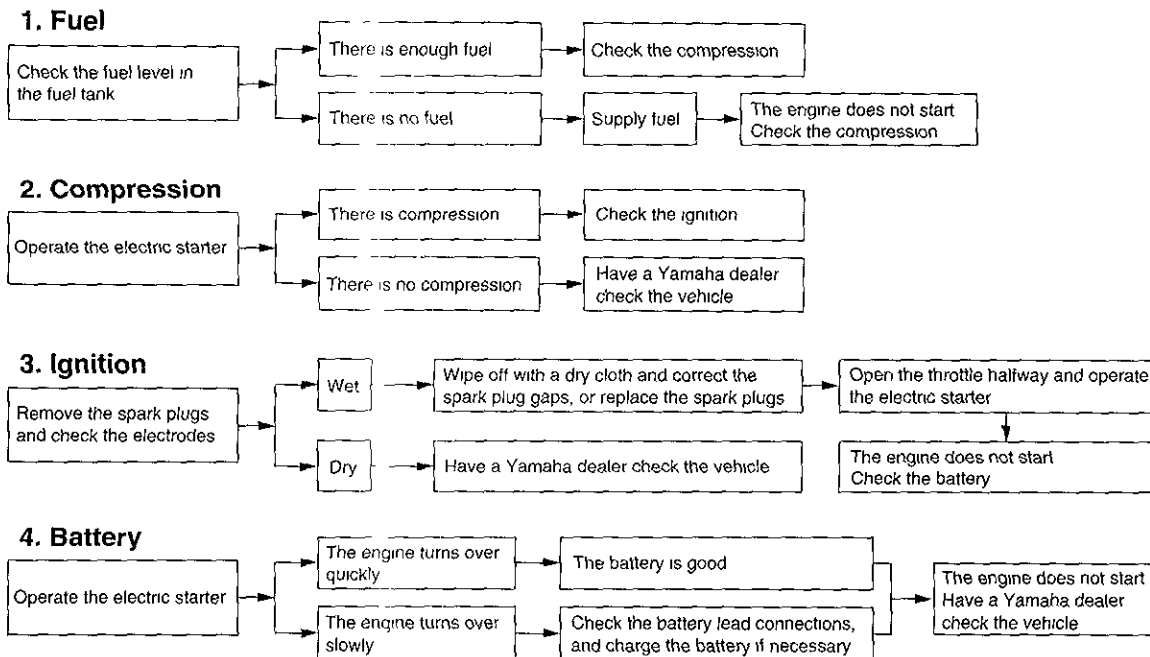 1. Fuel
Check the fuel level in
the fuel tank
There is enough fuel
Check the compression
There is no fuel
Supply fuel
The engine does not start
Check the compression
2. Compression
Operate the electric starter
There is compression
Check the ignition
There is no compression
Have a Yamaha dealer
check the vehicle
3. Ignition
Remove the spark plugs
and check the electrodes
Wet
Wipe off with a dry cloth and correct the
spark plug gaps, or replace the spark plugs
Open the throttle halfway and operate
the electric starter
Dry
Have a Yamaha dealer check the vehicle
The engine does not start
Check the battery
4. Battery
Operate the electric starter
The engine turns over
quickly
The battery is good
The engine turns over
slowly
Check the battery lead connections,
and charge the battery if necessary
The engine does not start
Have a Yamaha dealer
check the vehicle